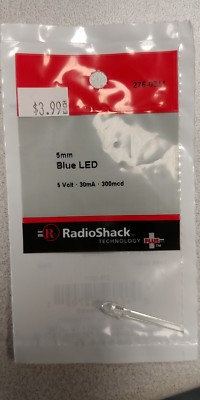 $3.99
5mm
Blue LED
5 Volt · 30mA · 300mcd
R RadioShack
TECHNOLOGY PLUS